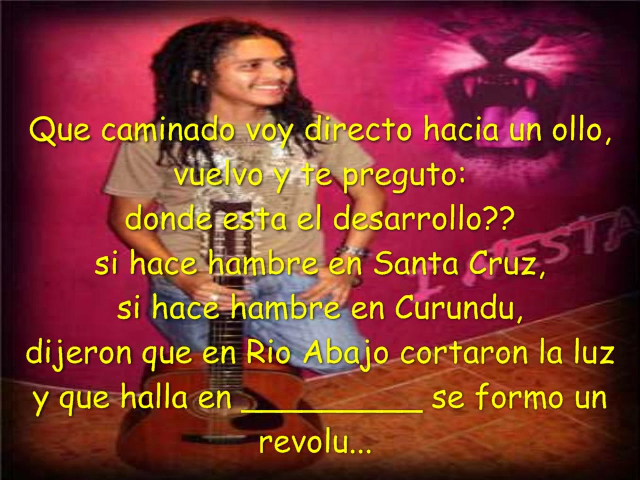 Que caminado voy directo hacia un ollo,
vuelvo y te preguto:
donde esta el desarrollo??
si hace hambre en Santa Cruz,
si hace hambre en Curundu,
dijeron que en Rio Abajo cortaron la luz
y que halla en _________ se formo un
revolu...